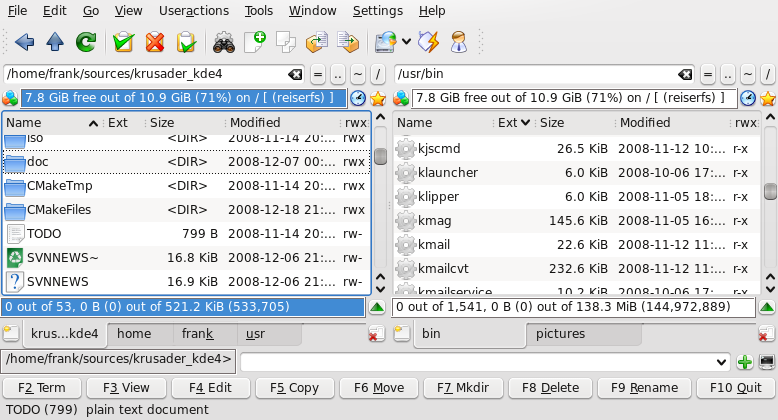 File Edit Go View Useractions Tools Window Settings Help
/home/frank/sources/krusader_kde4 = .. ~ / /usr/bin = .. ~ /
7.8 GiB free out of 10.9 GiB (71%) on / [ (reiserfs) ] 7.8 GiB free out of 10.9 GiB (71%) on / [ (reiserfs) ]
Name Ext Size Modified rwx Name Ext Size Modified rwx
iso <DIR> 2008-11-14 20:... rwx kjscmd 26.5 KiB 2008-11-12 10:... r-x
doc <DIR> 2008-12-07 00:... rwx klauncher 6.0 KiB 2008-10-06 17:... r-x
CMakeTmp <DIR> 2008-11-14 20:... rwx klipper 6.0 KiB 2008-11-05 18:... r-x
CMakeFiles <DIR> 2008-12-18 21:... rwx kmag 145.6 KiB 2008-11-05 16:... r-x
TODO 799 B 2008-11-14 20:... rw- kmail 22.6 KiB 2008-11-12 11:... r-x
SVNNEWS~ 16.8 KiB 2008-12-06 21:... rw- kmailcvt 232.6 KiB 2008-11-12 11:... r-x
SVNNEWS 16.9 KiB 2008-12-06 21:... rw- kmailservice 10.2 KiB 2008-10-06 17:... r-x
0 out of 53, 0 B (0) out of 521.2 KiB (533,705) 0 out of 1,541, 0 B (0) out of 138.3 MiB (144,972,889)
krus...kde4 home frank usr bin pictures
/home/frank/sources/krusader_kde4>
F2 Term F3 View F4 Edit F5 Copy F6 Move F7 Mkdir F8 Delete F9 Rename F10 Quit
TODO (799) plain text document